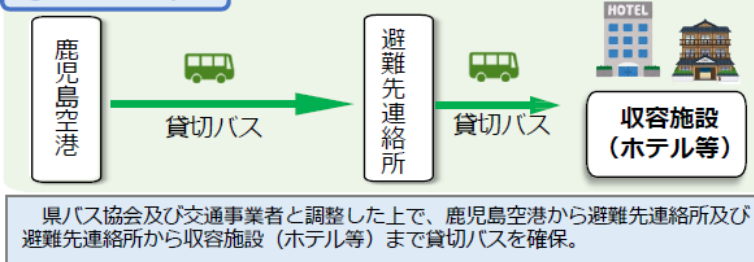 鹿児島空港
貸切バス
避難先連絡所
貸切バス
HOTEL
収容施設
（ホテル等）
県バス協会及び交通事業者と調整した上で、鹿児島空港から避難先連絡所及び
避難先連絡所から収容施設（ホテル等）まで貸切バスを確保。